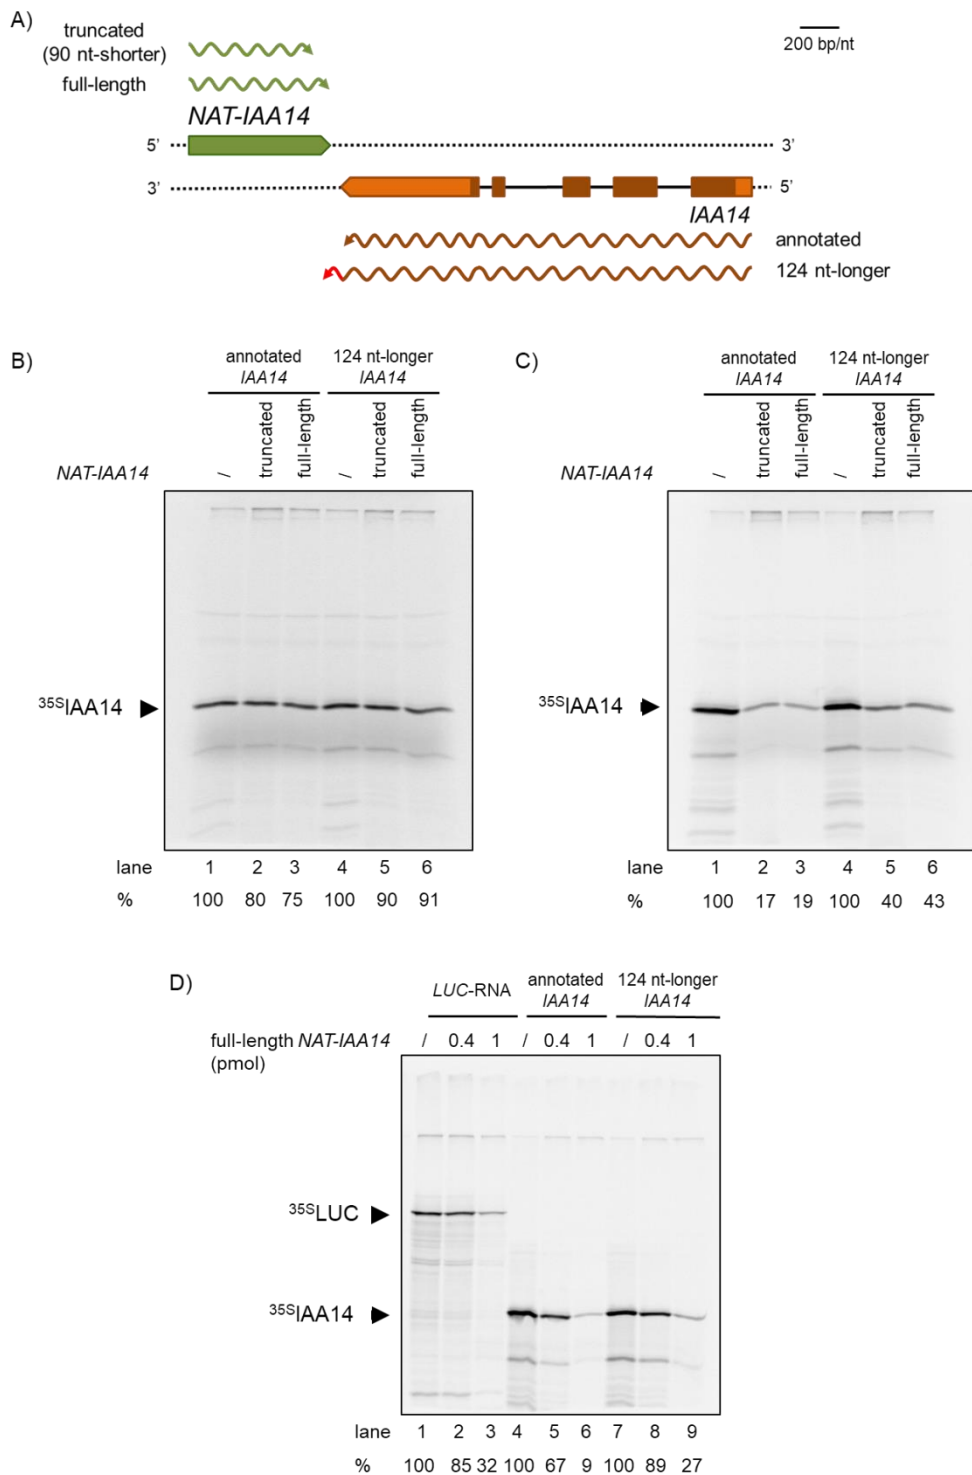 A)
truncated
(90 nt-shorter)
200 bp/nt
full-length
NAT-IAA14
5’ 3’
3’ 5’
IAA14
annotated
124 nt-longer
B)
annotated 124 nt-longer
IAA14 IAA14
NAT-IAA14 / truncated full-length / truncated full-length
35SIAA14
lane 1 2 3 4 5 6
% 100 80 75 100 90 91
C)
annotated 124 nt-longer
IAA14 IAA14
NAT-IAA14 / truncated full-length / truncated full-length
35SIAA14
lane 1 2 3 4 5 6
% 100 17 19 100 40 43
D)
LUC-RNA annotated 124 nt-longer
IAA14 IAA14
full-length NAT-IAA14 / 0.4 1 / 0.4 1 / 0.4 1
(pmol)
35SLUC
35SIAA14
lane 1 2 3 4 5 6 7 8 9
% 100 85 32 100 67 9 100 89 27